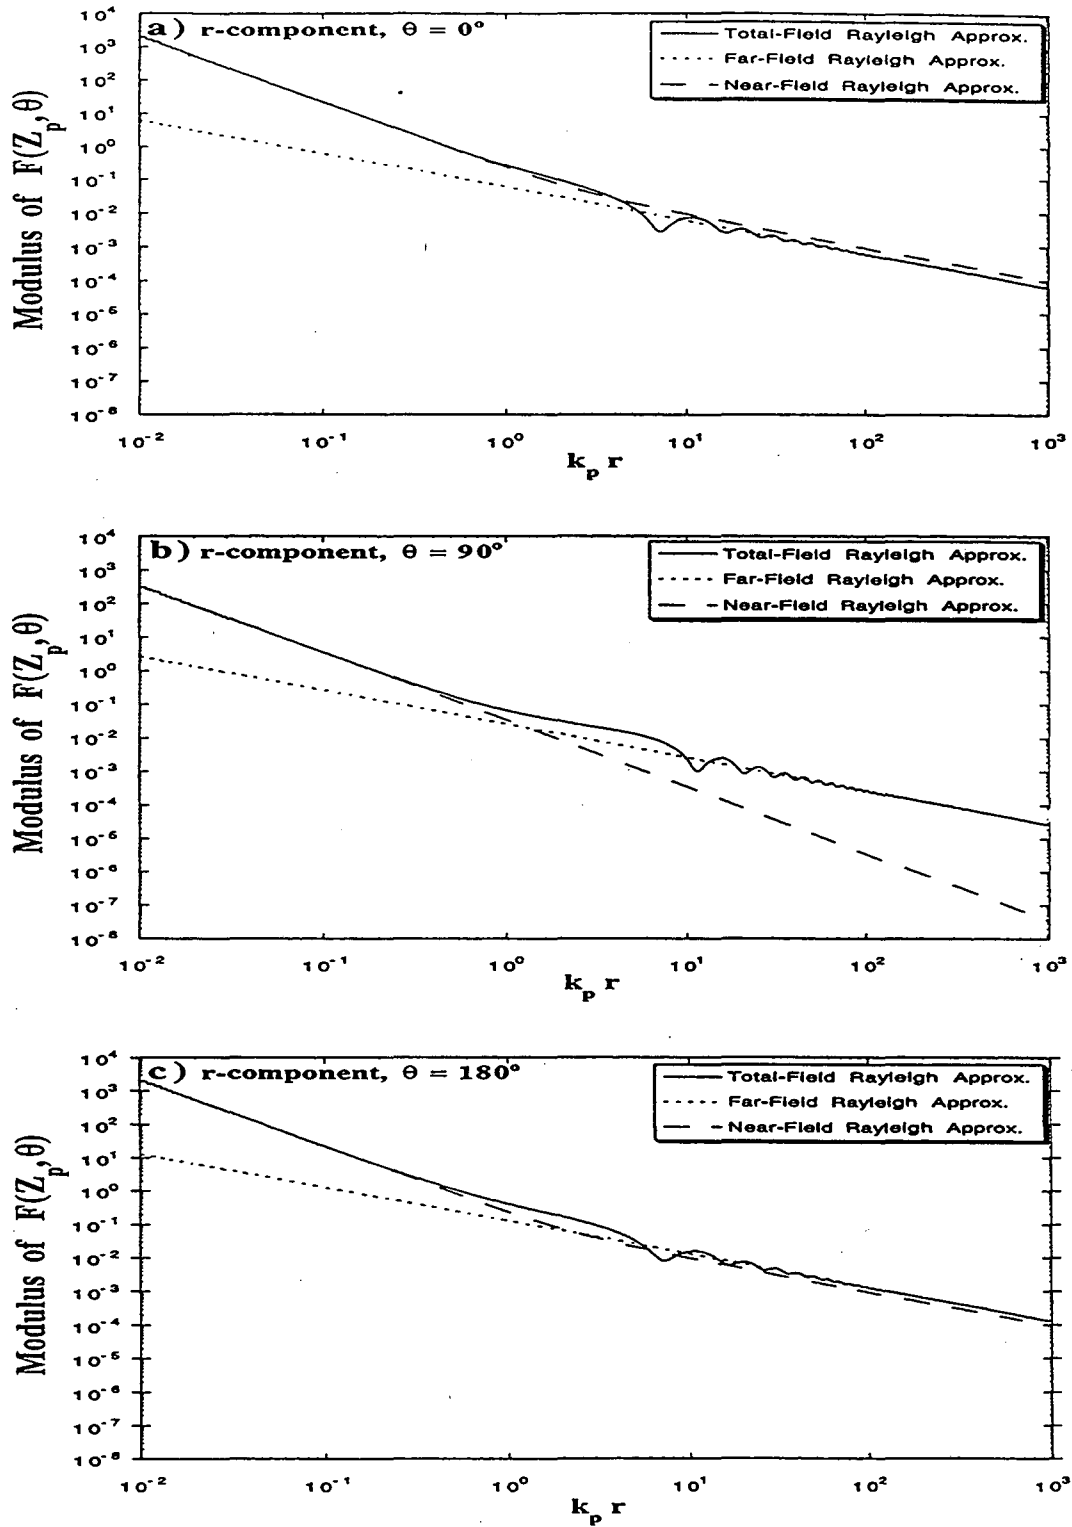 a) r-component, θ = 0°
Total-Field Rayleigh Approx.
Far-Field Rayleigh Approx.
Near-Field Rayleigh Approx.
Modulus of F(Z_p,θ)
10⁴
10³
10²
10¹
10⁰
10⁻¹
10⁻²
10⁻³
10⁻⁴
10⁻⁵
10⁻⁶
10⁻⁷
10⁻⁸
10⁻² 10⁻¹ 10⁰ 10¹ 10² 10³
k_p r
b) r-component, θ = 90°
Total-Field Rayleigh Approx.
Far-Field Rayleigh Approx.
Near-Field Rayleigh Approx.
Modulus of F(Z_p,θ)
10⁴
10³
10²
10¹
10⁰
10⁻¹
10⁻²
10⁻³
10⁻⁴
10⁻⁵
10⁻⁶
10⁻⁷
10⁻⁸
10⁻² 10⁻¹ 10⁰ 10¹ 10² 10³
k_p r
c) r-component, θ = 180°
Total-Field Rayleigh Approx.
Far-Field Rayleigh Approx.
Near-Field Rayleigh Approx.
Modulus of F(Z_p,θ)
10⁴
10³
10²
10¹
10⁰
10⁻¹
10⁻²
10⁻³
10⁻⁴
10⁻⁵
10⁻⁶
10⁻⁷
10⁻⁸
10⁻² 10⁻¹ 10⁰ 10¹ 10² 10³
k_p r